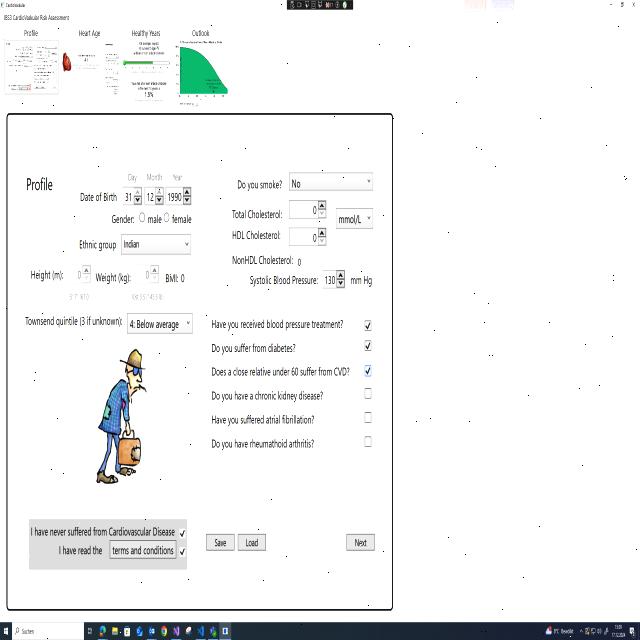 CardioVascular
JBS3 CardioVascular Risk Assessment
Profile Heart Age Healthy Years Outlook
Profile
Day Month Year
Date of Birth 31 12 1990
Gender: male female
Ethnic group Indian
Height (m): 0 Weight (kg): 0 BMI: 0
Townsend quintile (3 if unknown): 4: Below average
Do you smoke? No
Total Cholesterol: 0 mmol/L
HDL Cholesterol: 0
NonHDL Cholesterol: 0
Systolic Blood Pressure: 130 mm Hg
Have you received blood pressure treatment?
Do you suffer from diabetes?
Does a close relative under 60 suffer from CVD?
Do you have a chronic kidney disease?
Have you suffered atrial fibrillation?
Do you have rheumathoid arthritis?
I have never suffered from Cardiovascular Disease
I have read the terms and conditions
Save Load Next
Suchen